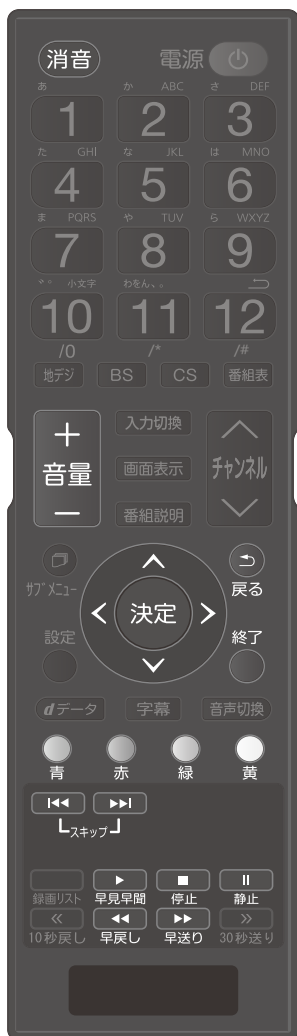 消音 電源
あ か ABC さ DEF
1 2 3
た GHI な JKL は MNO
4 5 6
ま PQRS や TUV ら WXYZ
7 8 9
小文字 わをん、。
10 11 12
/0 /* /#
地デジ BS CS 番組表
入力切換
+ 音量 −
画面表示
チャンネル
番組説明
サブメニュー
決定
戻る
設定
終了
dデータ 字幕 音声切換
青 赤 緑 黄
スキップ
録画リスト 早見早聞 停止 静止
10秒戻し 早戻し 早送り 30秒送り